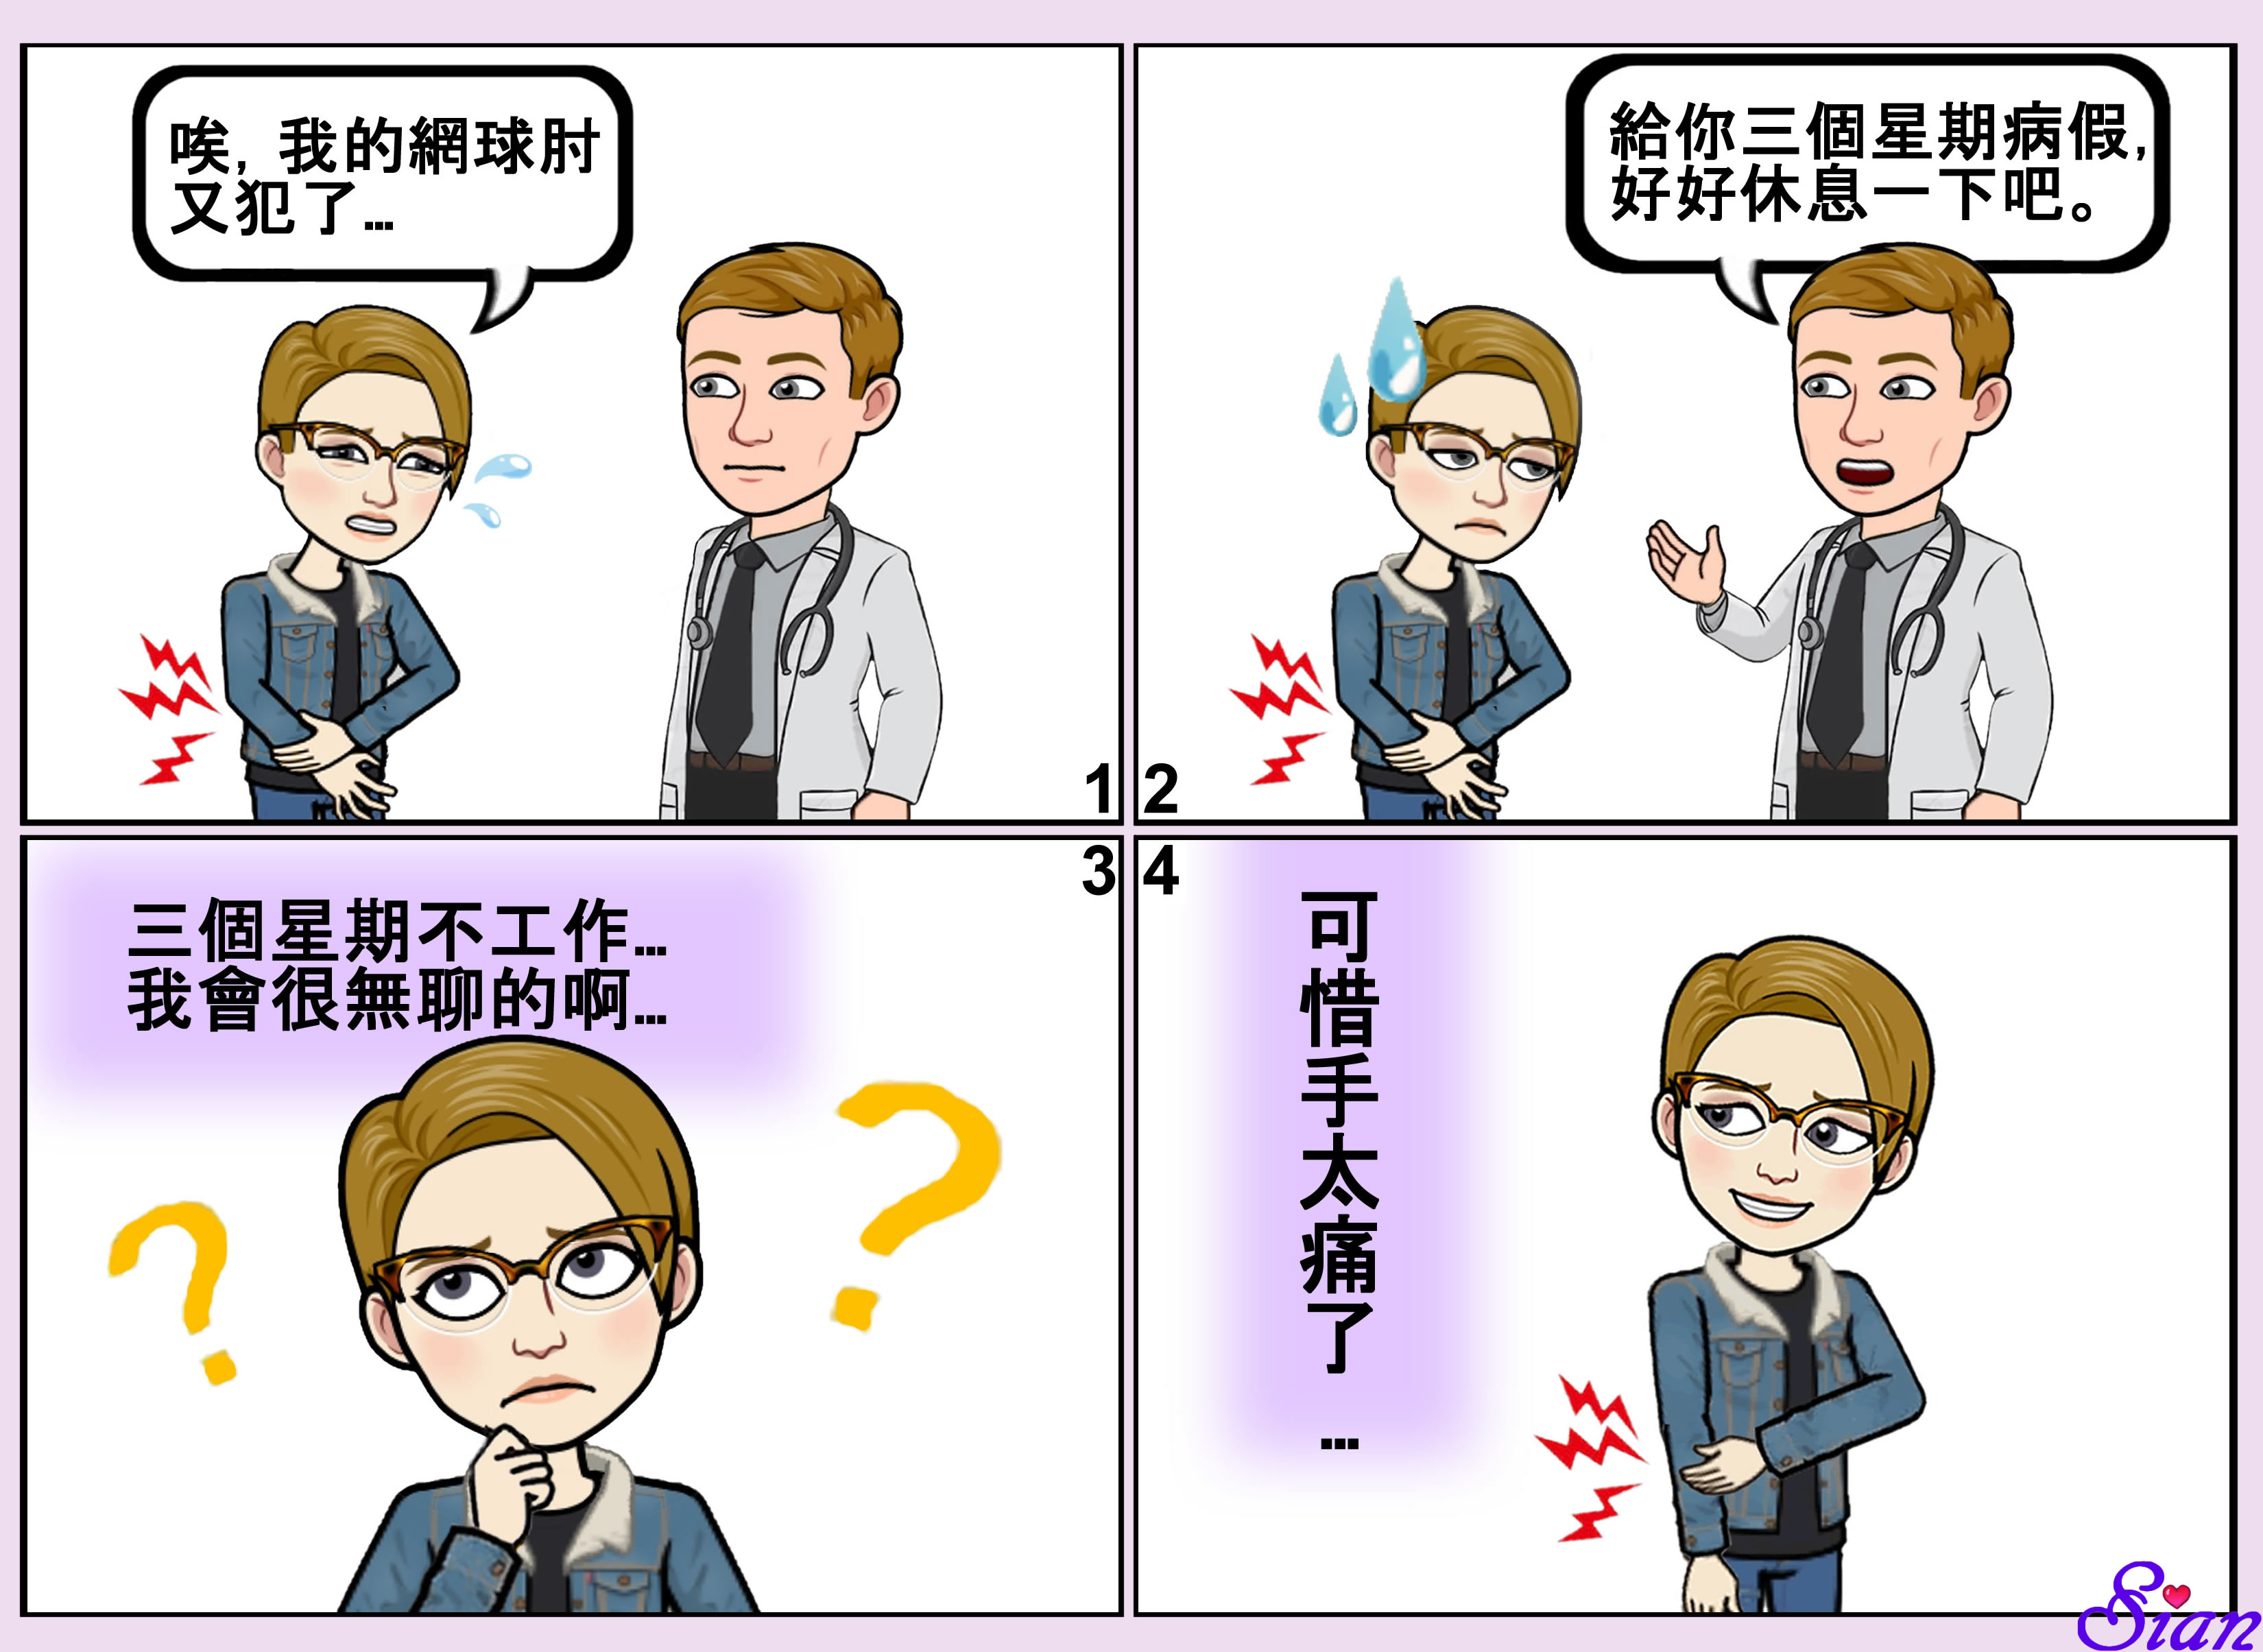 唉,我的網球肘
又犯了...
1
給你三個星期病假,
好好休息一下吧。
2
3
三個星期不工作...
我會很無聊的啊...
4
可惜手太痛了...
Sian